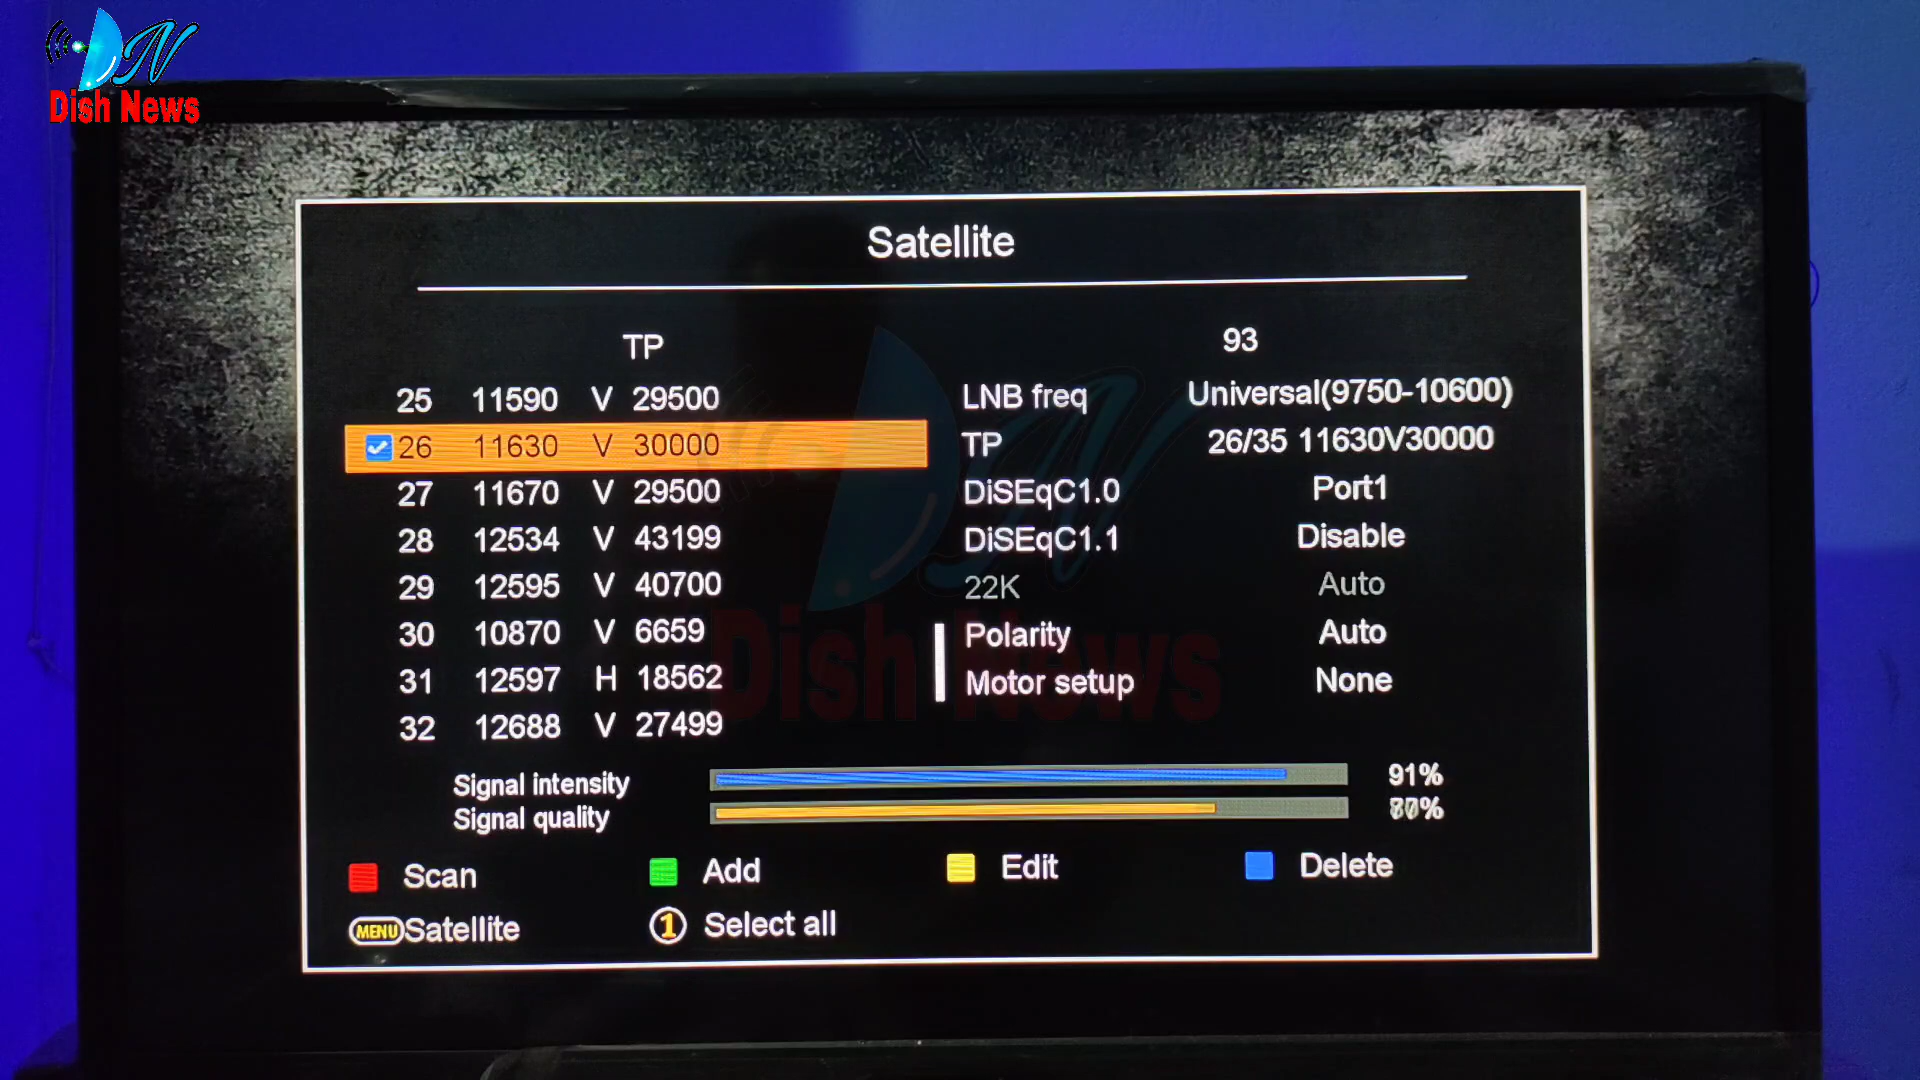 Dish News
Satellite
TP
93
25 11590 V 29500
26 11630 V 30000
27 11670 V 29500
28 12534 V 43199
29 12595 V 40700
30 10870 V 6659
31 12597 H 18562
32 12688 V 27499
LNB freq Universal(9750-10600)
TP 26/35 11630V30000
DiSEqC1.0 Port1
DiSEqC1.1 Disable
22K Auto
Polarity Auto
Motor setup None
Dish News
Signal intensity 91%
Signal quality
Scan Add Edit Delete
MENU Satellite 1 Select all